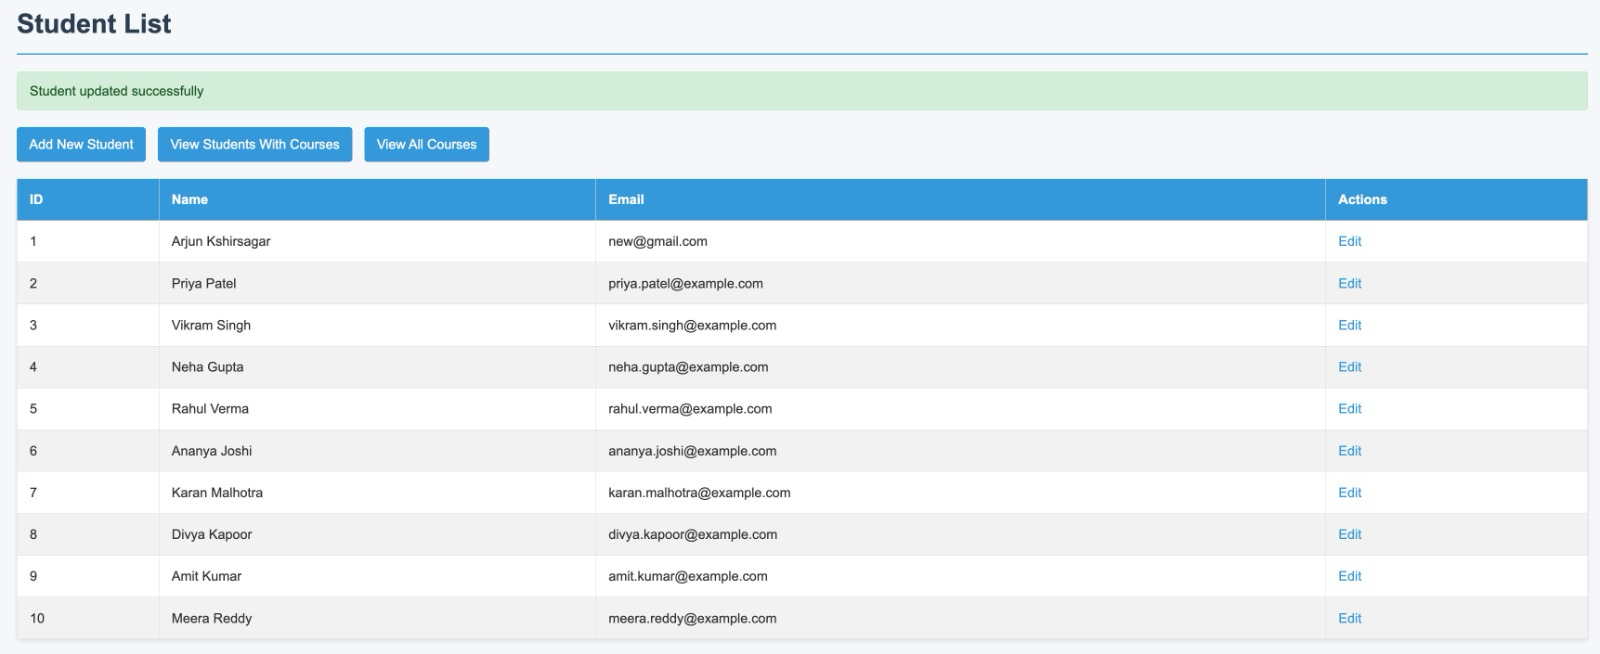 Student List
Student updated successfully
Add New Student View Students With Courses View All Courses
ID Name Email Actions
1 Arjun Kshirsagar new@gmail.com Edit
2 Priya Patel priya.patel@example.com Edit
3 Vikram Singh vikram.singh@example.com Edit
4 Neha Gupta neha.gupta@example.com Edit
5 Rahul Verma rahul.verma@example.com Edit
6 Ananya Joshi ananya.joshi@example.com Edit
7 Karan Malhotra karan.malhotra@example.com Edit
8 Divya Kapoor divya.kapoor@example.com Edit
9 Amit Kumar amit.kumar@example.com Edit
10 Meera Reddy meera.reddy@example.com Edit